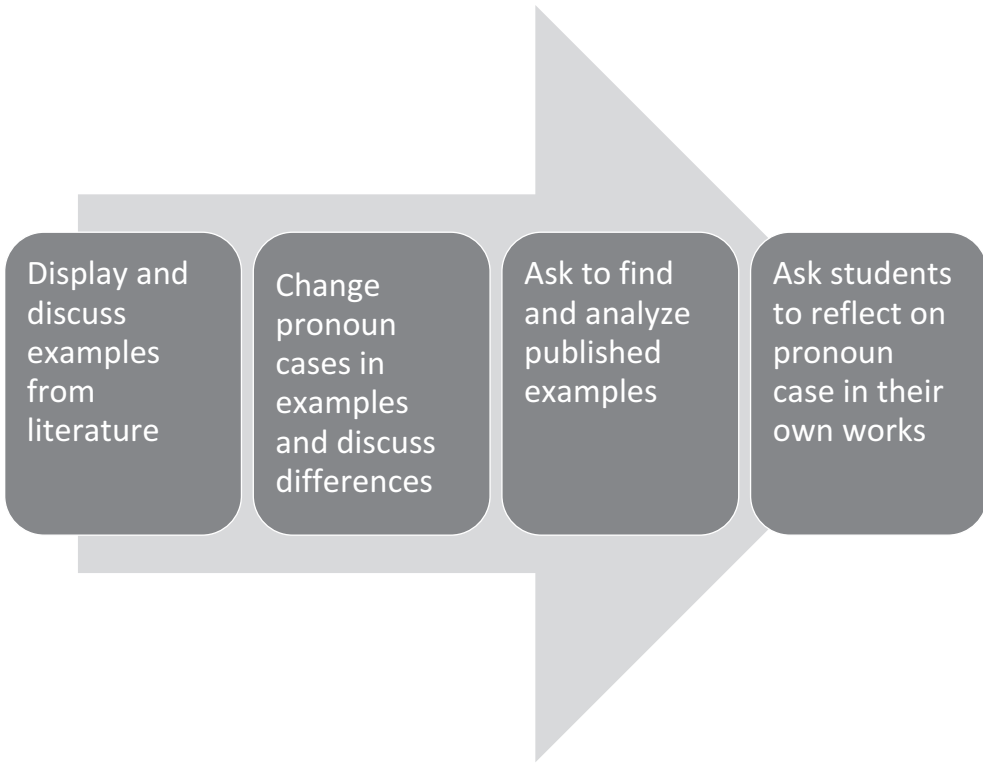 Display and
discuss
examples
from
literature
Change
pronoun
cases in
examples
and discuss
differences
Ask to find
and analyze
published
examples
Ask students
to reflect on
pronoun
case in their
own works